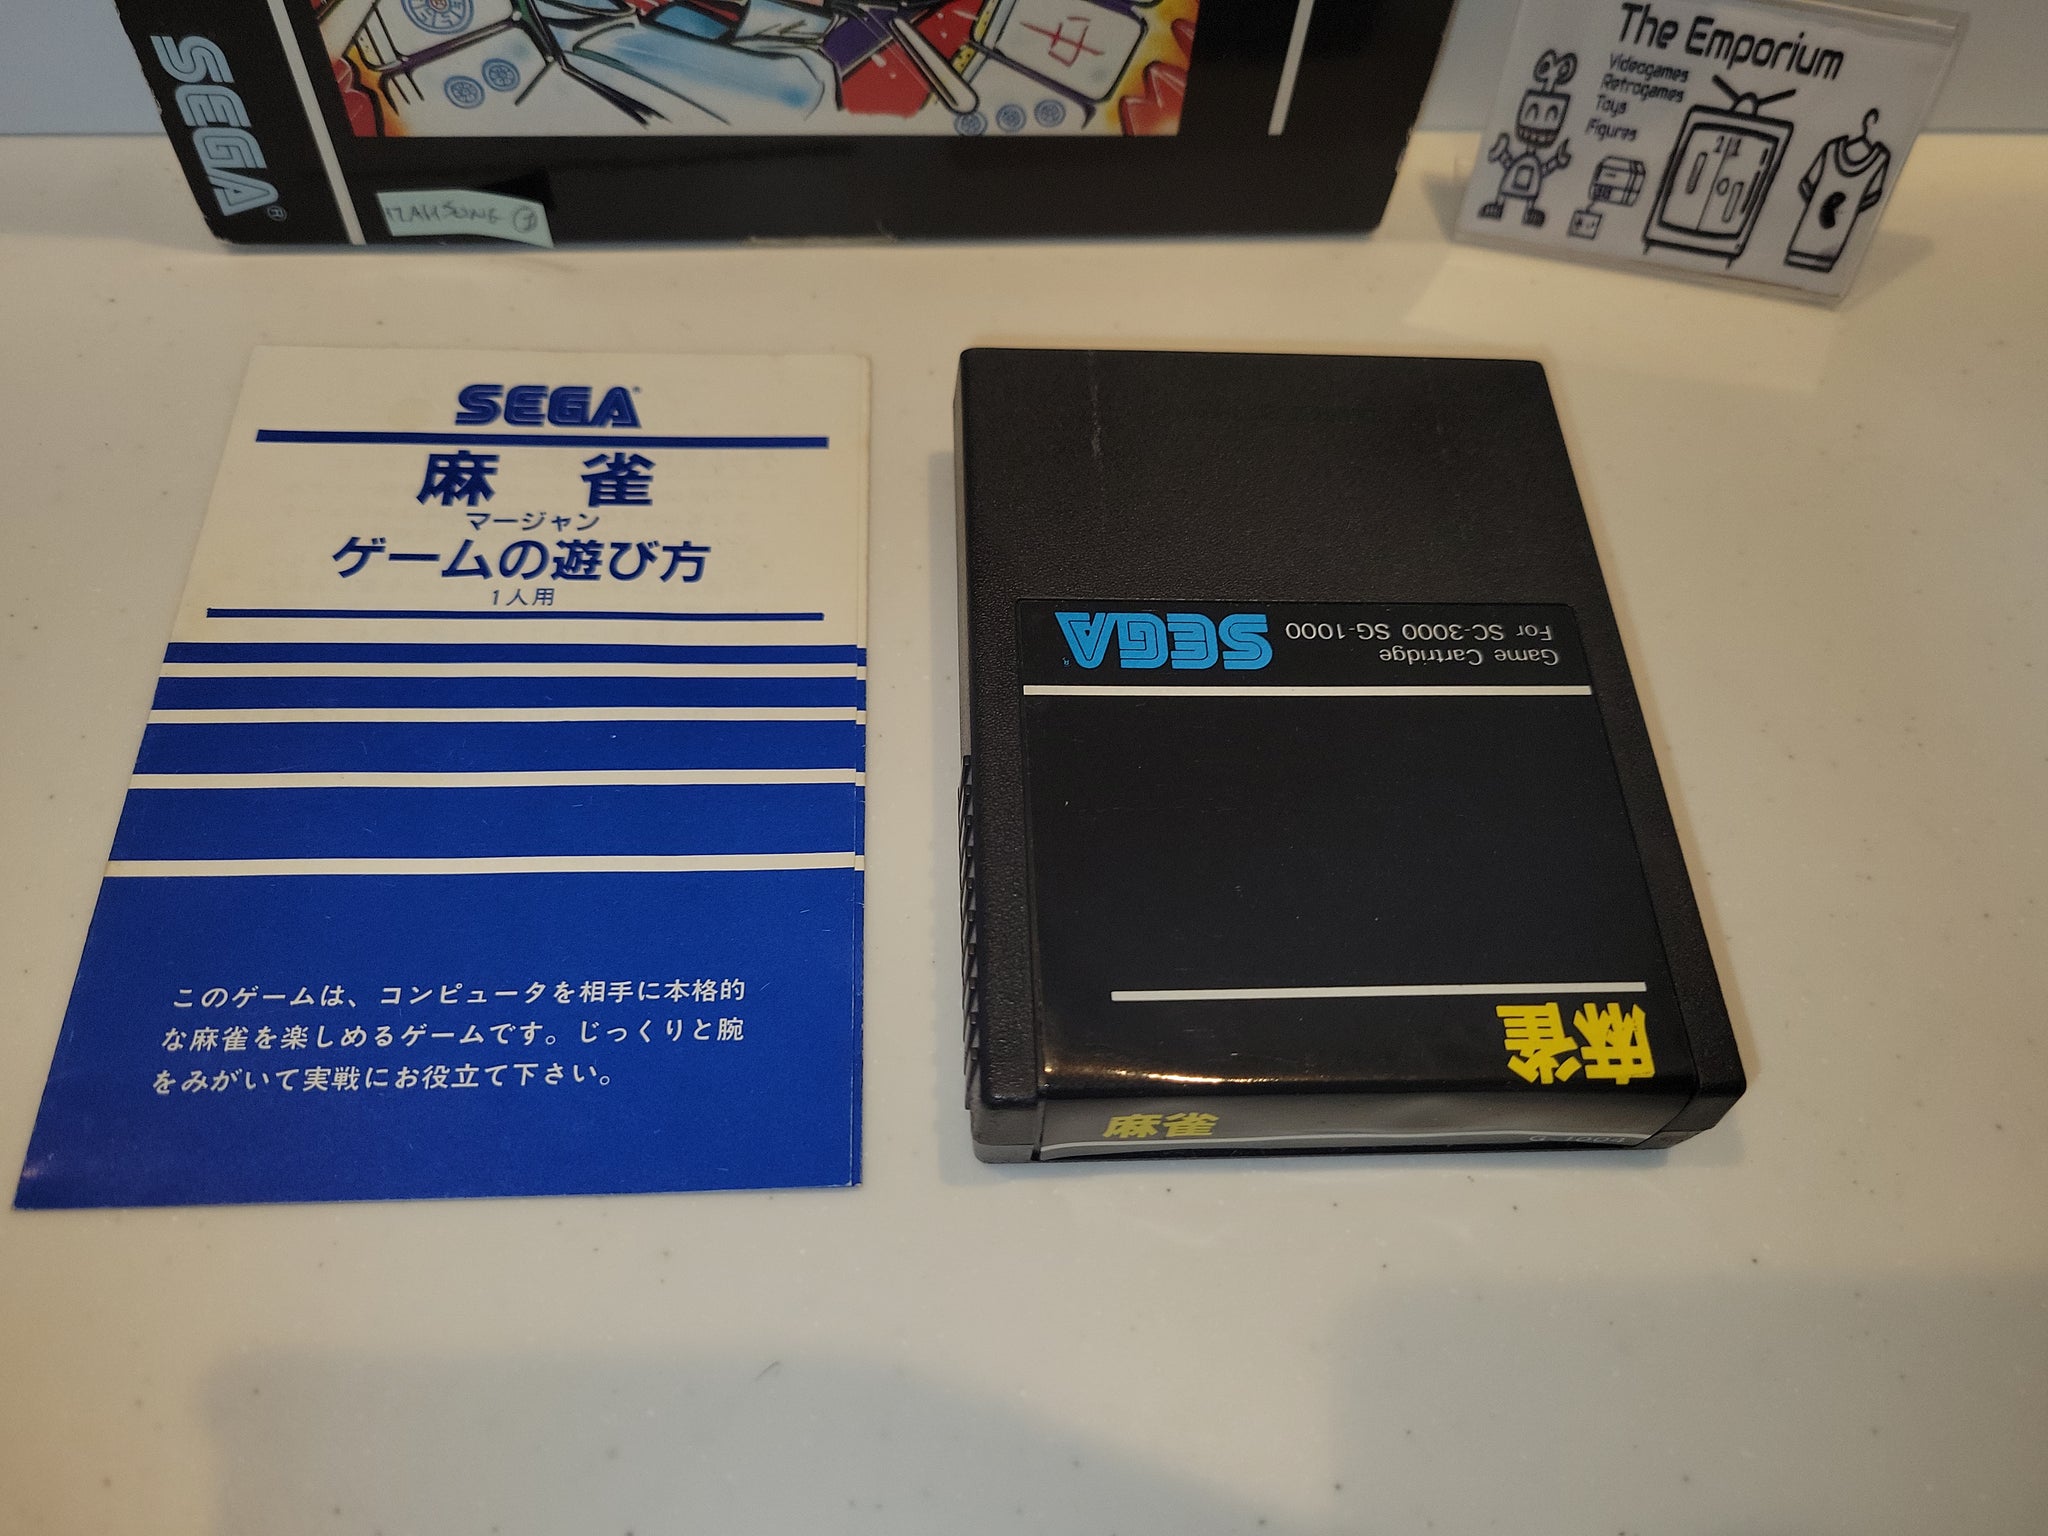 SEGA®
中
The Emporium
Videogames
Retrogames
Toys
Figures
SEGA®
麻雀
マージャン
ゲームの遊び方
1人用
このゲームは、コンピュータを相手に本格的
な麻雀を楽しめるゲームです。じっくりと腕
をみがいて実戦にお役立て下さい。
Game Cartridge
For SC-3000 SG-1000
SEGA®
麻雀
麻雀